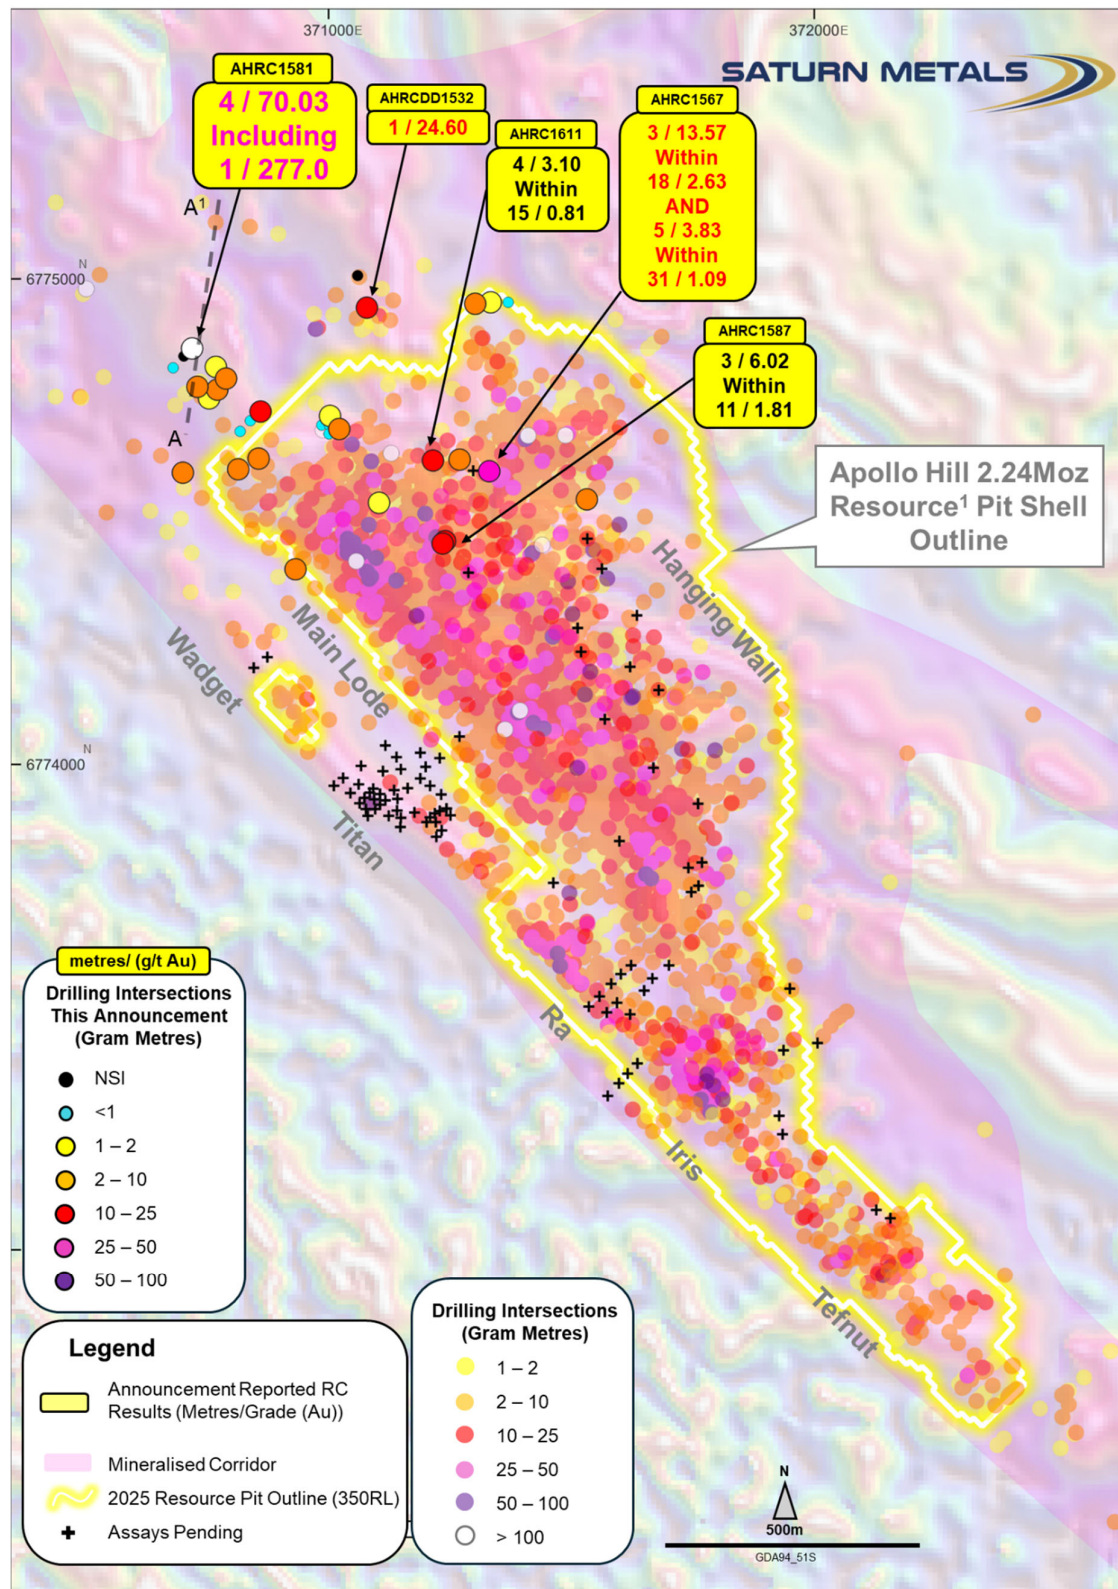 371000E
372000E
SATURN METALS
AHRC1581
4 / 70.03
Including
1 / 277.0
AHRCDD1532
1 / 24.60
AHRC1611
4 / 3.10
Within
15 / 0.81
AHRC1567
3 / 13.57
Within
18 / 2.63
AND
5 / 3.83
Within
31 / 1.09
AHRC1587
3 / 6.02
Within
11 / 1.81
A¹
A
6775000 N
Apollo Hill 2.24Moz
Resource¹ Pit Shell
Outline
Hanging Wall
Main Lode
Wadget
6774000 N
Titan
Ra
Iris
Tefnut
metres/ (g/t Au)
Drilling Intersections
This Announcement
(Gram Metres)
NSI
<1
1 – 2
2 – 10
10 – 25
25 – 50
50 – 100
Legend
Announcement Reported RC
Results (Metres/Grade (Au))
Mineralised Corridor
2025 Resource Pit Outline (350RL)
Assays Pending
Drilling Intersections
(Gram Metres)
1 – 2
2 – 10
10 – 25
25 – 50
50 – 100
> 100
N
500m
GDA94_51S